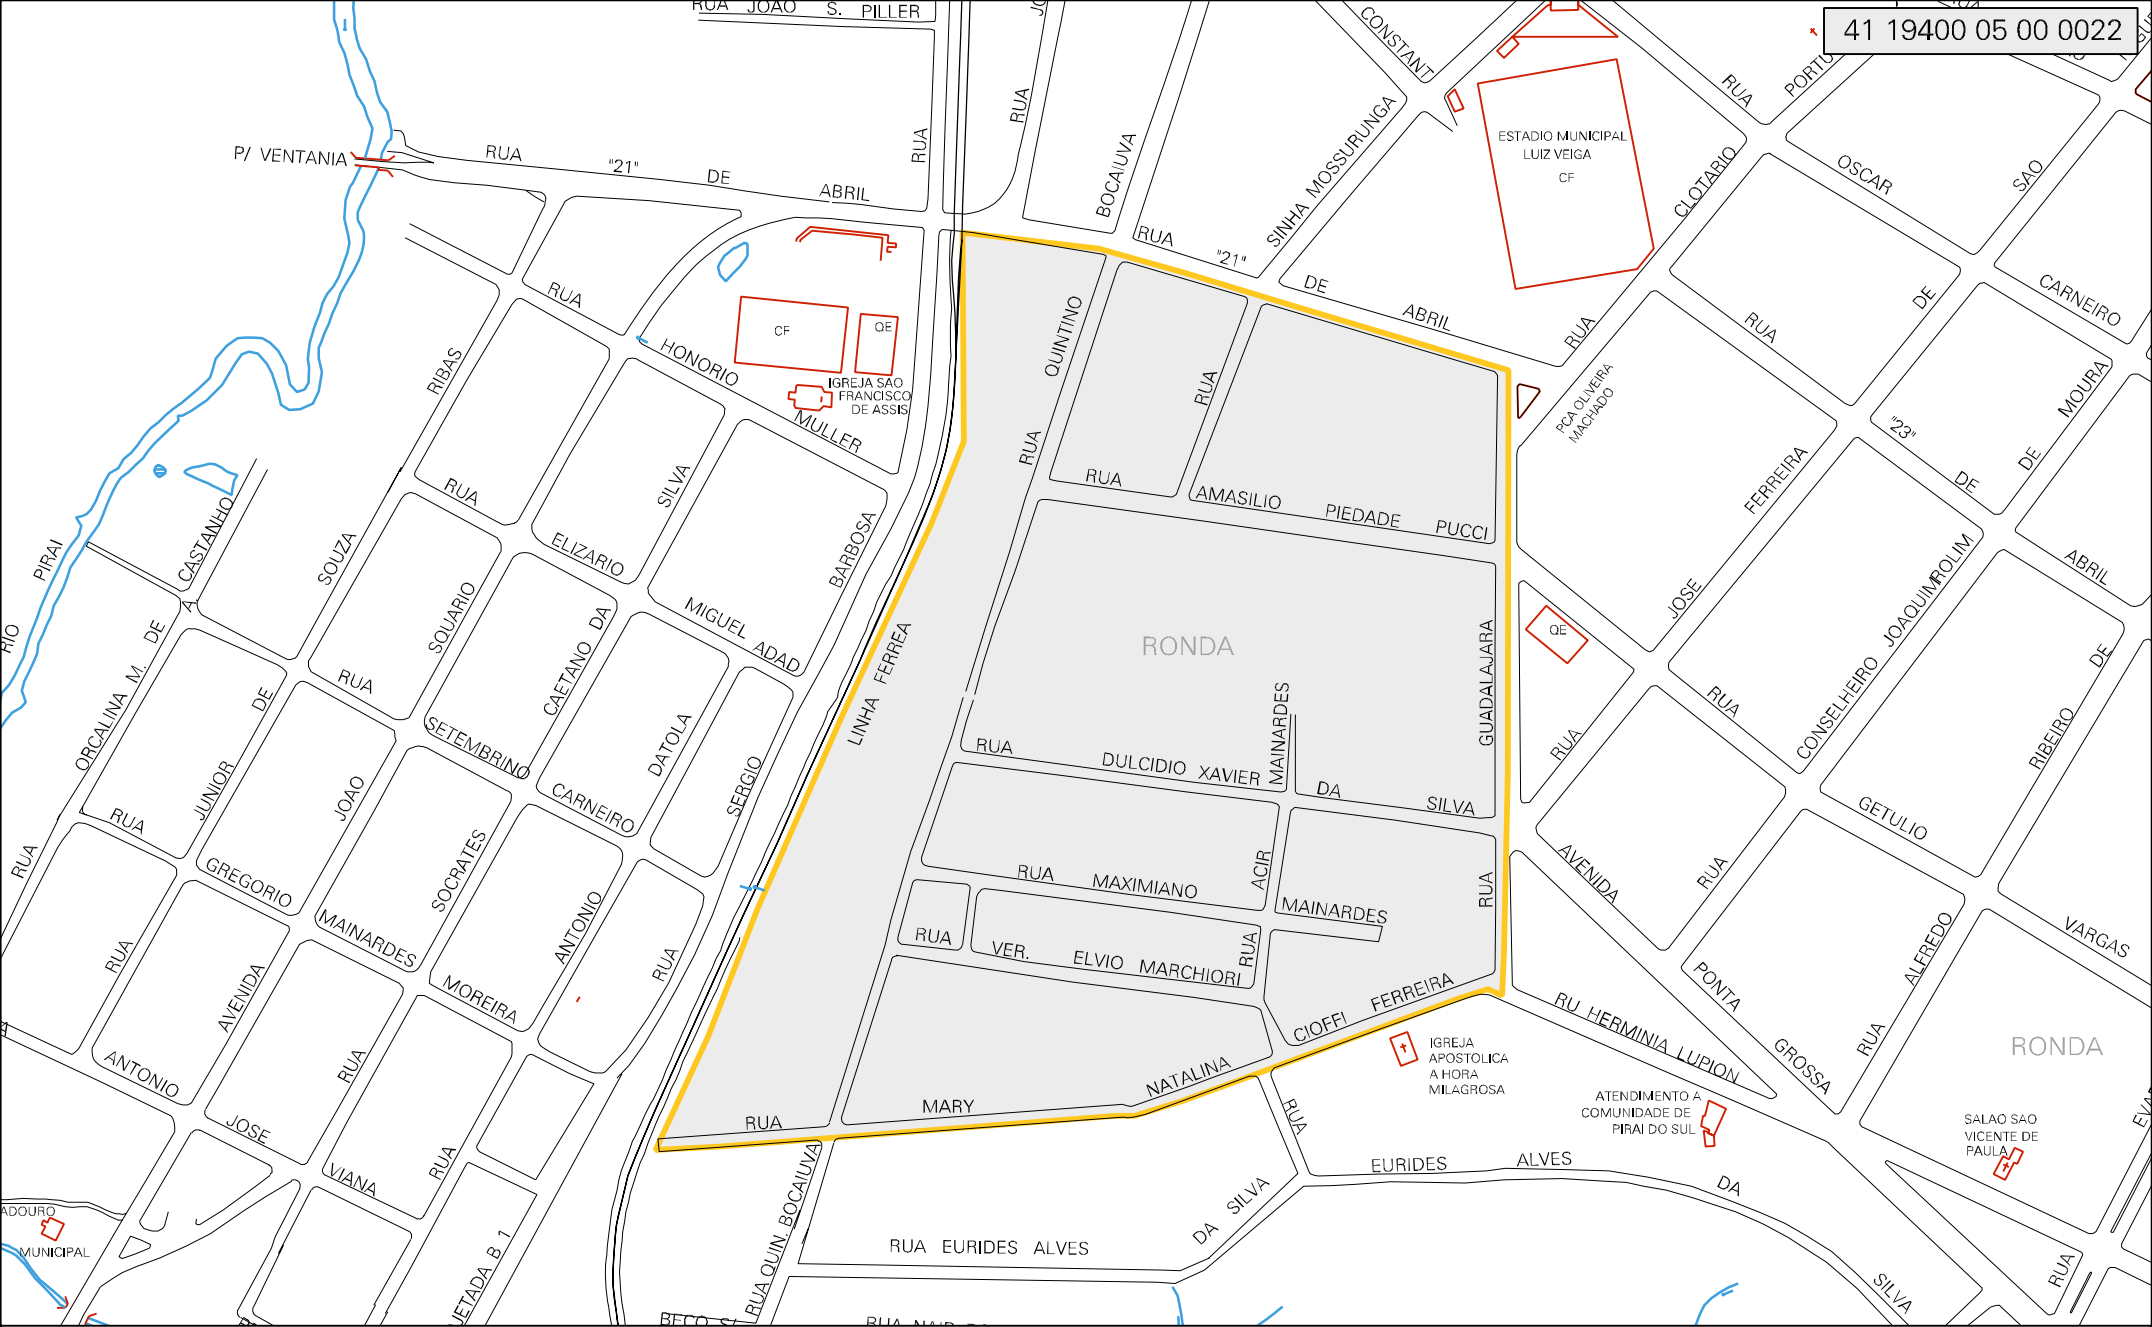 RUA JOAO S. PILLER
41 19400 05 00 0022
CONSTANT
RUA
PORTU
RUA
RUA
P/ VENTANIA
RUA "21" DE ABRIL
BOCAIUVA
SINHA MOSSURUNGA
ESTADIO MUNICIPAL
LUIZ VEIGA
CF
CLOTARIO
RUA
OSCAR
CARNEIRO
SAO
DE
RUA "21" DE ABRIL
RUA
HONORIO
MULLER
CF
QE
IGREJA SAO
FRANCISCO
DE ASSIS
QUINTINO
RUA
RUA
RUA
AMASILIO PIEDADE PUCCI
PCA OLIVEIRA
MACHADO
RUA
"23"
DE
ABRIL
MOURA
DE
RIBAS
SOUZA
DE
JUNIOR
RUA
ELIZARIO
SILVA
DA
CAETANO
BARBOSA
SERGIO
RUA
CASTANHO
A
DE
ORCALINA M.
RUA
PIRAI
RIO
MIGUEL ADAD
SQUARIO
RUA
SETEMBRINO
CARNEIRO
DATOLA
ANTONIO
LINHA FERREA
RONDA
GUADALAJARA
RUA
QE
FERREIRA
JOSE
RUA
ROLIM
JOAQUIM
CONSELHEIRO
RUA
RUA
GETULIO
VARGAS
DE
RIBEIRO
ALFREDO
RUA
RUA
DULCIDIO XAVIER DA SILVA
MAINARDES
ACIR
RUA
RUA MAXIMIANO MAINARDES
RUA VER. ELVIO MARCHIORI
RUA
GREGORIO
MAINARDES
MOREIRA
JOAO
SOCRATES
RUA
AVENIDA
RUA
RUA
ANTONIO
JOSE
VIANA
AVENIDA
PONTA
GROSSA
RU HERMINIA LUPION
RUA MARY NATALINA CIOFFI FERREIRA
IGREJA
APOSTOLICA
A HORA
MILAGROSA
RONDA
ATENDIMENTO A
COMUNIDADE DE
PIRAI DO SUL
SALAO SAO
VICENTE DE
PAULA
RUA
EURIDES ALVES DA SILVA
DA SILVA
RUA EURIDES ALVES
RUA QUIN. BOCAIUVA
ADOURO
MUNICIPAL
JETADA B 1
BECO S/
RUA